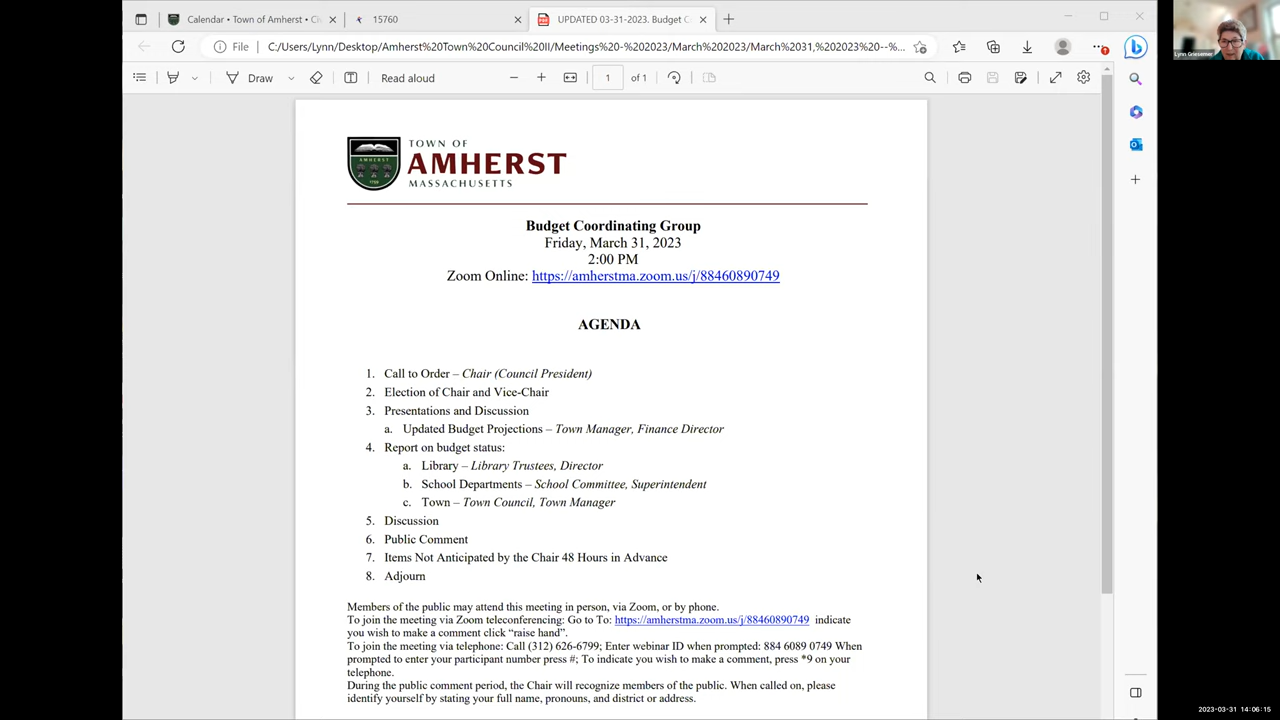 Calendar • Town of Amherst • Ci
15760
UPDATED 03-31-2023. Budget C
File
C:/Users/Lynn/Desktop/Amherst%20Town%20Council%20II/Meetings%20-%202023/March%202023/March%2031,%202023%20--%...
Draw
Read aloud
1
of 1
Lynn Griesemer
TOWN OF
AMHERST
MASSACHUSETTS
AMHERST
Budget Coordinating Group
Friday, March 31, 2023
2:00 PM
Zoom Online: https://amherstma.zoom.us/j/88460890749
AGENDA
1. Call to Order – Chair (Council President)
2. Election of Chair and Vice-Chair
3. Presentations and Discussion
a. Updated Budget Projections – Town Manager, Finance Director
4. Report on budget status:
a. Library – Library Trustees, Director
b. School Departments – School Committee, Superintendent
c. Town – Town Council, Town Manager
5. Discussion
6. Public Comment
7. Items Not Anticipated by the Chair 48 Hours in Advance
8. Adjourn
Members of the public may attend this meeting in person, via Zoom, or by phone.
To join the meeting via Zoom teleconferencing: Go to To: https://amherstma.zoom.us/j/88460890749 indicate
you wish to make a comment click “raise hand”.
To join the meeting via telephone: Call (312) 626-6799; Enter webinar ID when prompted: 884 6089 0749 When
prompted to enter your participant number press #; To indicate you wish to make a comment, press *9 on your
telephone.
During the public comment period, the Chair will recognize members of the public. When called on, please
identify yourself by stating your full name, pronouns, and district or address.
2023-03-31 14:06:15